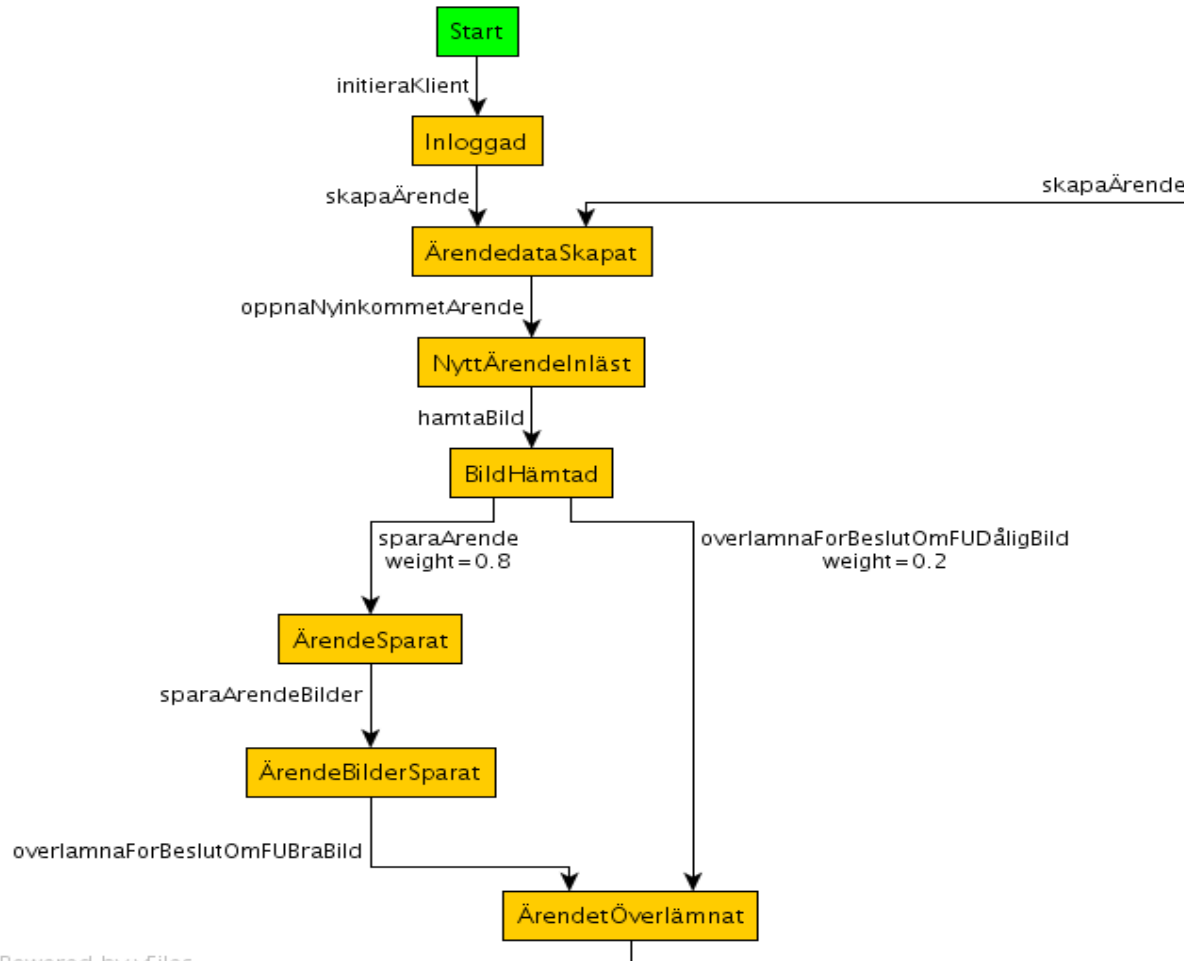 Start
initieraKlient
Inloggad
skapaÄrende
skapaÄrende
ÄrendedataSkapat
oppnaNyinkommetArende
NyttÄrendeInläst
hamtaBild
BildHämtad
sparaArende
weight=0.8
overlamnaForBeslutOmFUDåligBild
weight=0.2
ÄrendeSparat
sparaArendeBilder
ÄrendeBilderSparat
overlamnaForBeslutOmFUBraBild
ÄrendetÖverlämnat